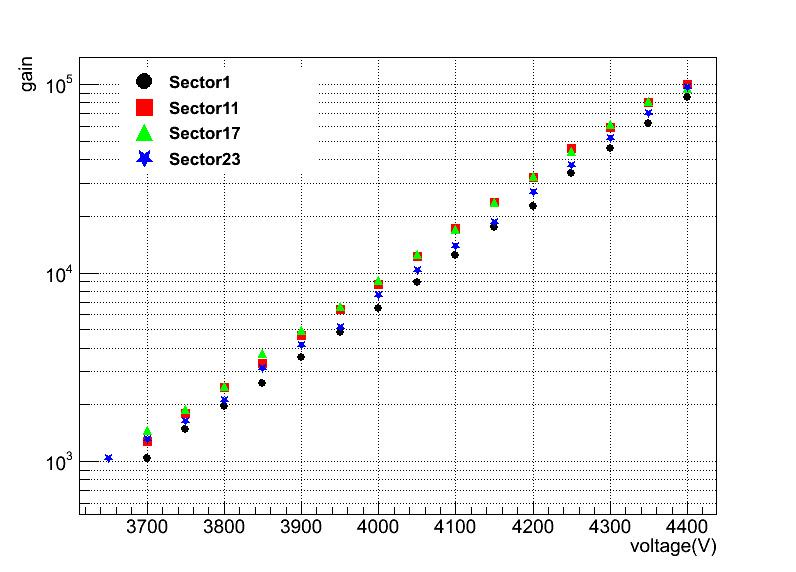 gain
10^5
10^4
10^3
Sector1
Sector11
Sector17
Sector23
3700 3800 3900 4000 4100 4200 4300 4400
voltage(V)